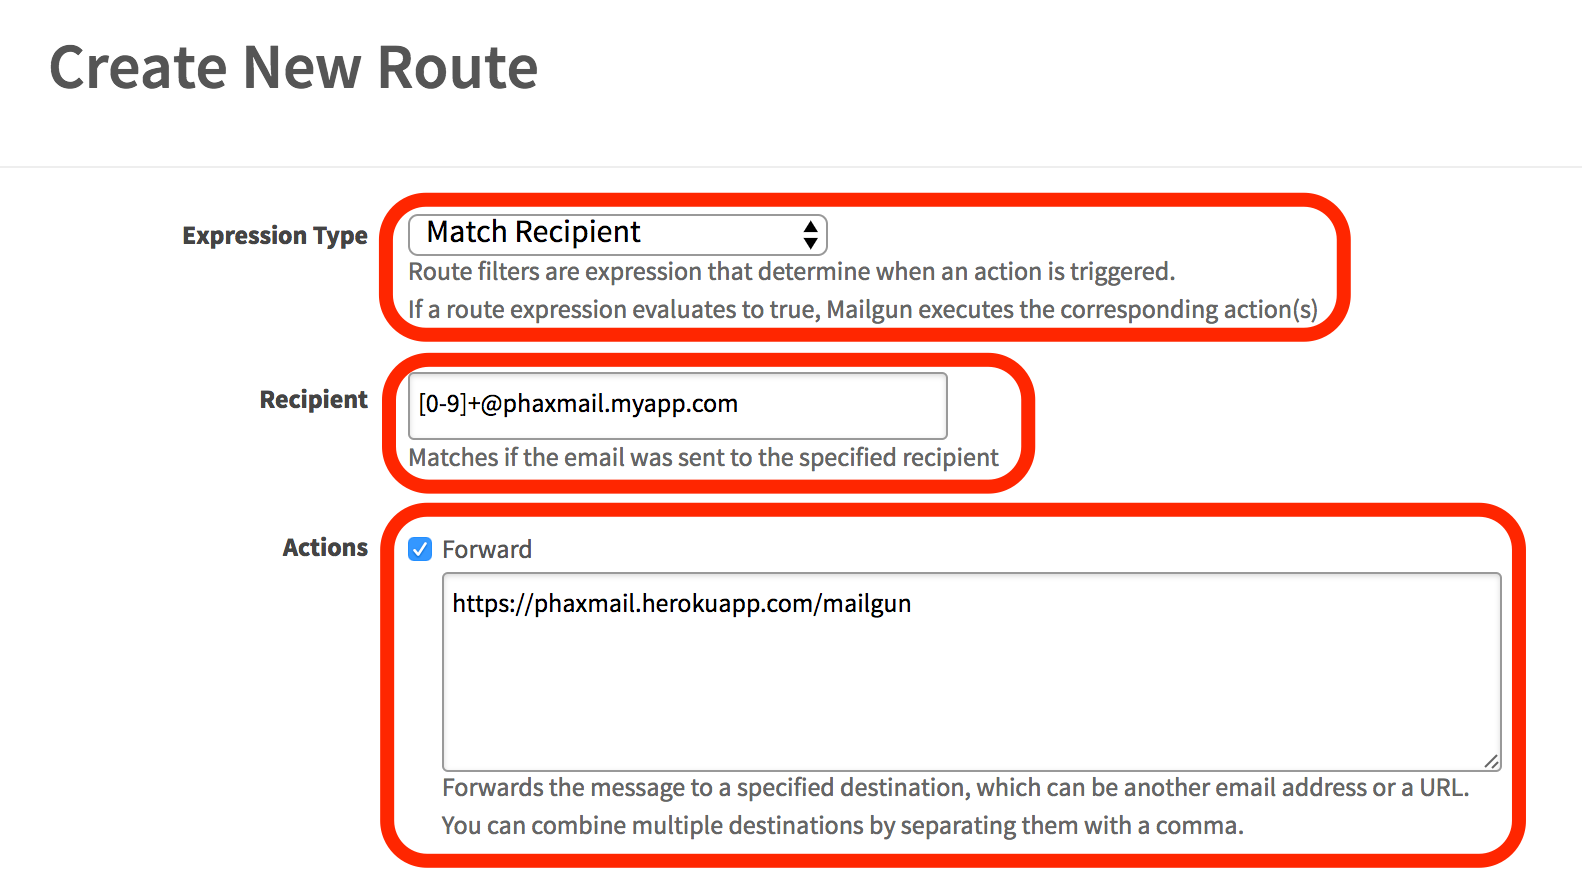 Create New Route
Expression Type
Match Recipient
Route filters are expression that determine when an action is triggered.
If a route expression evaluates to true, Mailgun executes the corresponding action(s)
Recipient
[0-9]+@phaxmail.myapp.com
Matches if the email was sent to the specified recipient
Actions
Forward
https://phaxmail.herokuapp.com/mailgun
Forwards the message to a specified destination, which can be another email address or a URL.
You can combine multiple destinations by separating them with a comma.